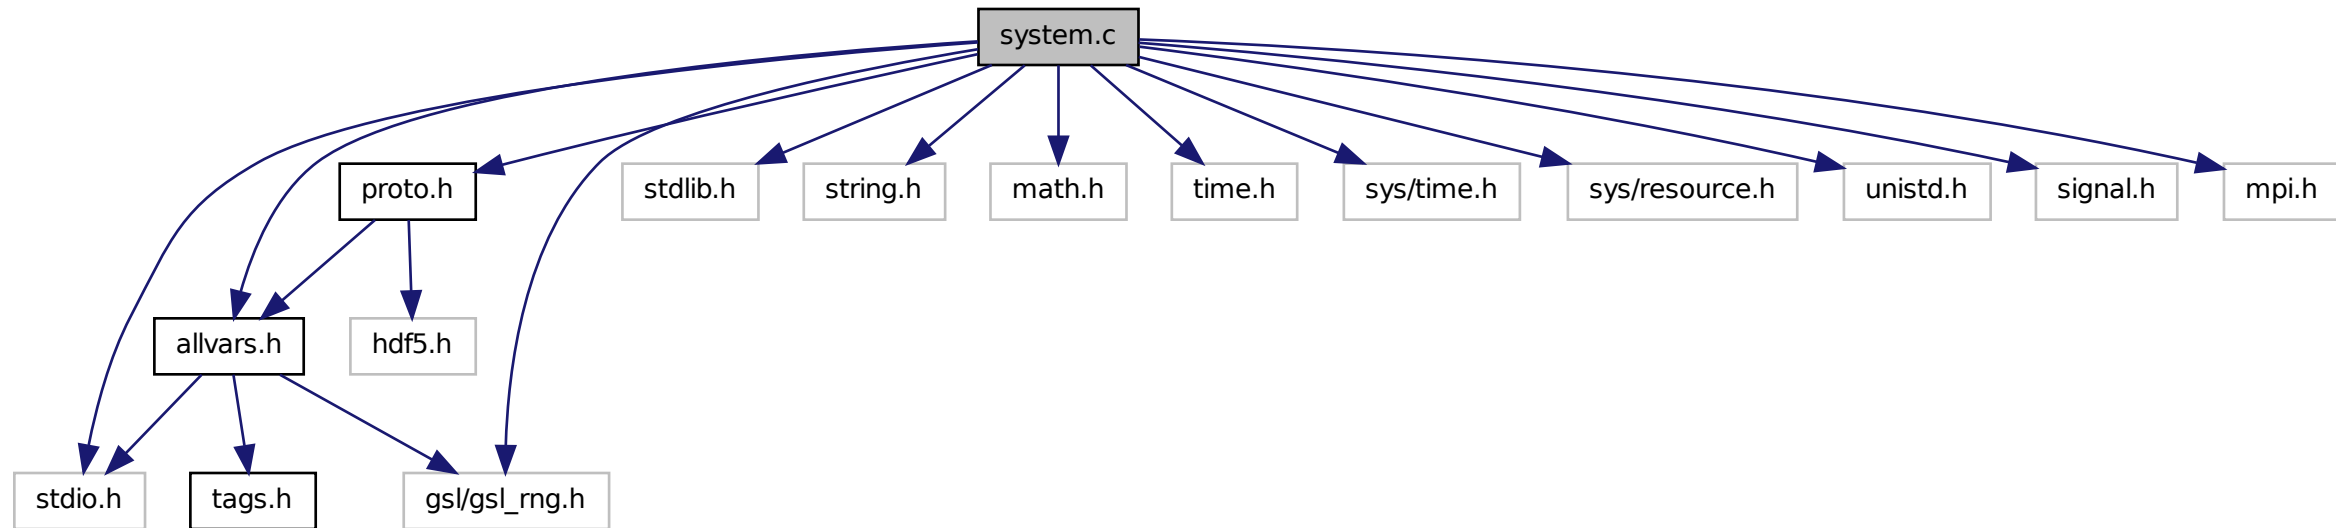 system.c
proto.h
stdlib.h
string.h
math.h
time.h
sys/time.h
sys/resource.h
unistd.h
signal.h
mpi.h
allvars.h
hdf5.h
stdio.h
tags.h
gsl/gsl_rng.h